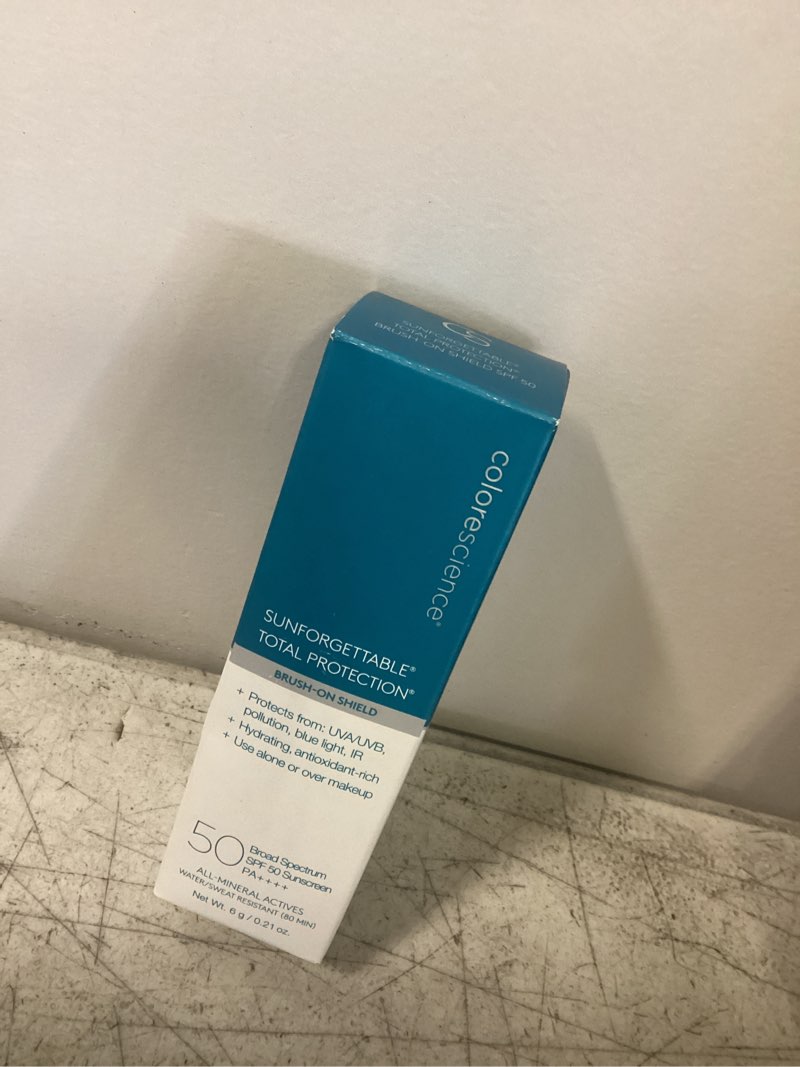 SUNFORGETTABLE®
TOTAL PROTECTION®
BRUSH-ON SHIELD SPF 50
colorescience®
SUNFORGETTABLE®
TOTAL PROTECTION®
BRUSH-ON SHIELD
+ Protects from: UVA/UVB,
pollution, blue light, IR
+ Hydrating, antioxidant-rich
+ Use alone or over makeup
50
Broad Spectrum
SPF 50 Sunscreen
PA++++
ALL-MINERAL ACTIVES
WATER/SWEAT RESISTANT (80 MIN)
Net Wt. 6 g / 0.21 oz.